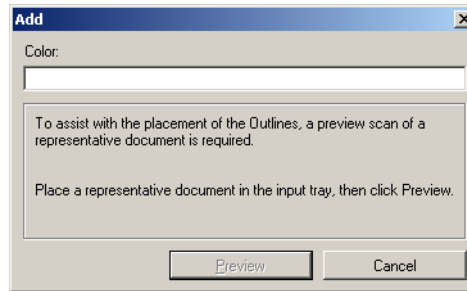 Add
Color:
To assist with the placement of the Outlines, a preview scan of a
representative document is required.
Place a representative document in the input tray, then click Preview.
Preview
Cancel